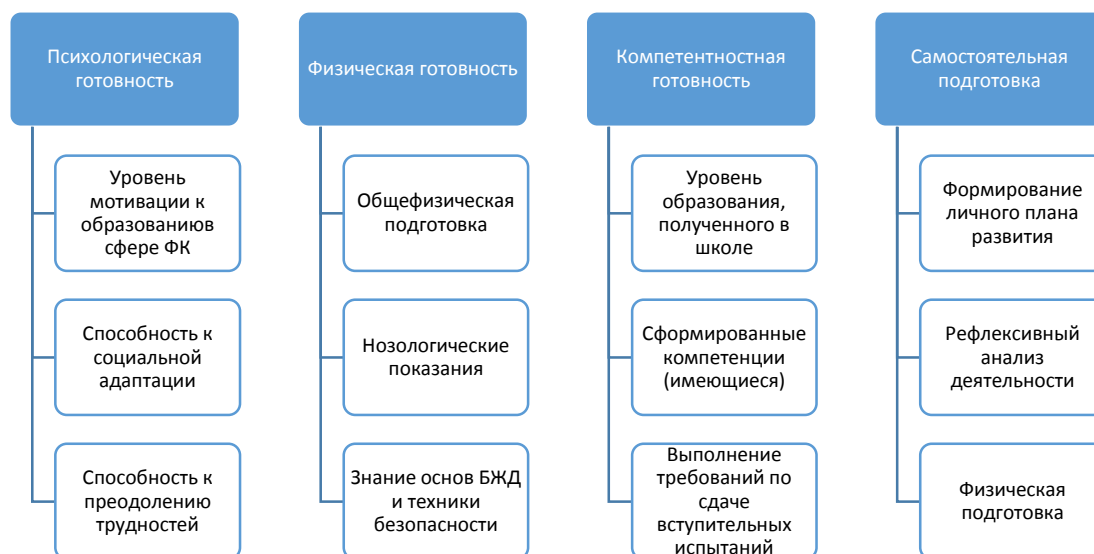 Психологическая
готовность
Уровень
мотивации к
образованиюв
сфере ФК
Способность к
социальной
адаптации
Способность к
преодолению
трудностей
Физическая готовность
Общефизическая
подготовка
Нозологические
показания
Знание основ БЖД
и техники
безопасности
Компетентностная
готовность
Уровень
образования,
полученного в
школе
Сформированные
компетенции
(имеющиеся)
Выполнение
требований по
сдаче
вступительных
испытаний
Самостоятельная
подготовка
Формирование
личного плана
развития
Рефлексивный
анализ
деятельности
Физическая
подготовка